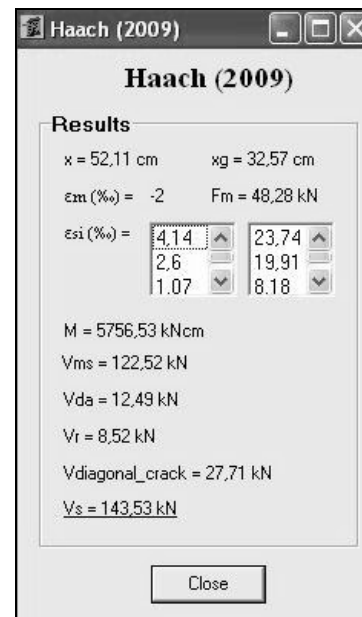 Haach (2009)
Haach (2009)
Results
x = 52,11 cm xg = 32,57 cm
εm (‰) = -2 Fm = 48,28 kN
εsi (‰) = 4,14 23,74
2,6 19,91
1,07 8,18
M = 5756,53 kNcm
Vms = 122,52 kN
Vda = 12,49 kN
Vr = 8,52 kN
Vdiagonal_crack = 27,71 kN
Vs = 143,53 kN
Close